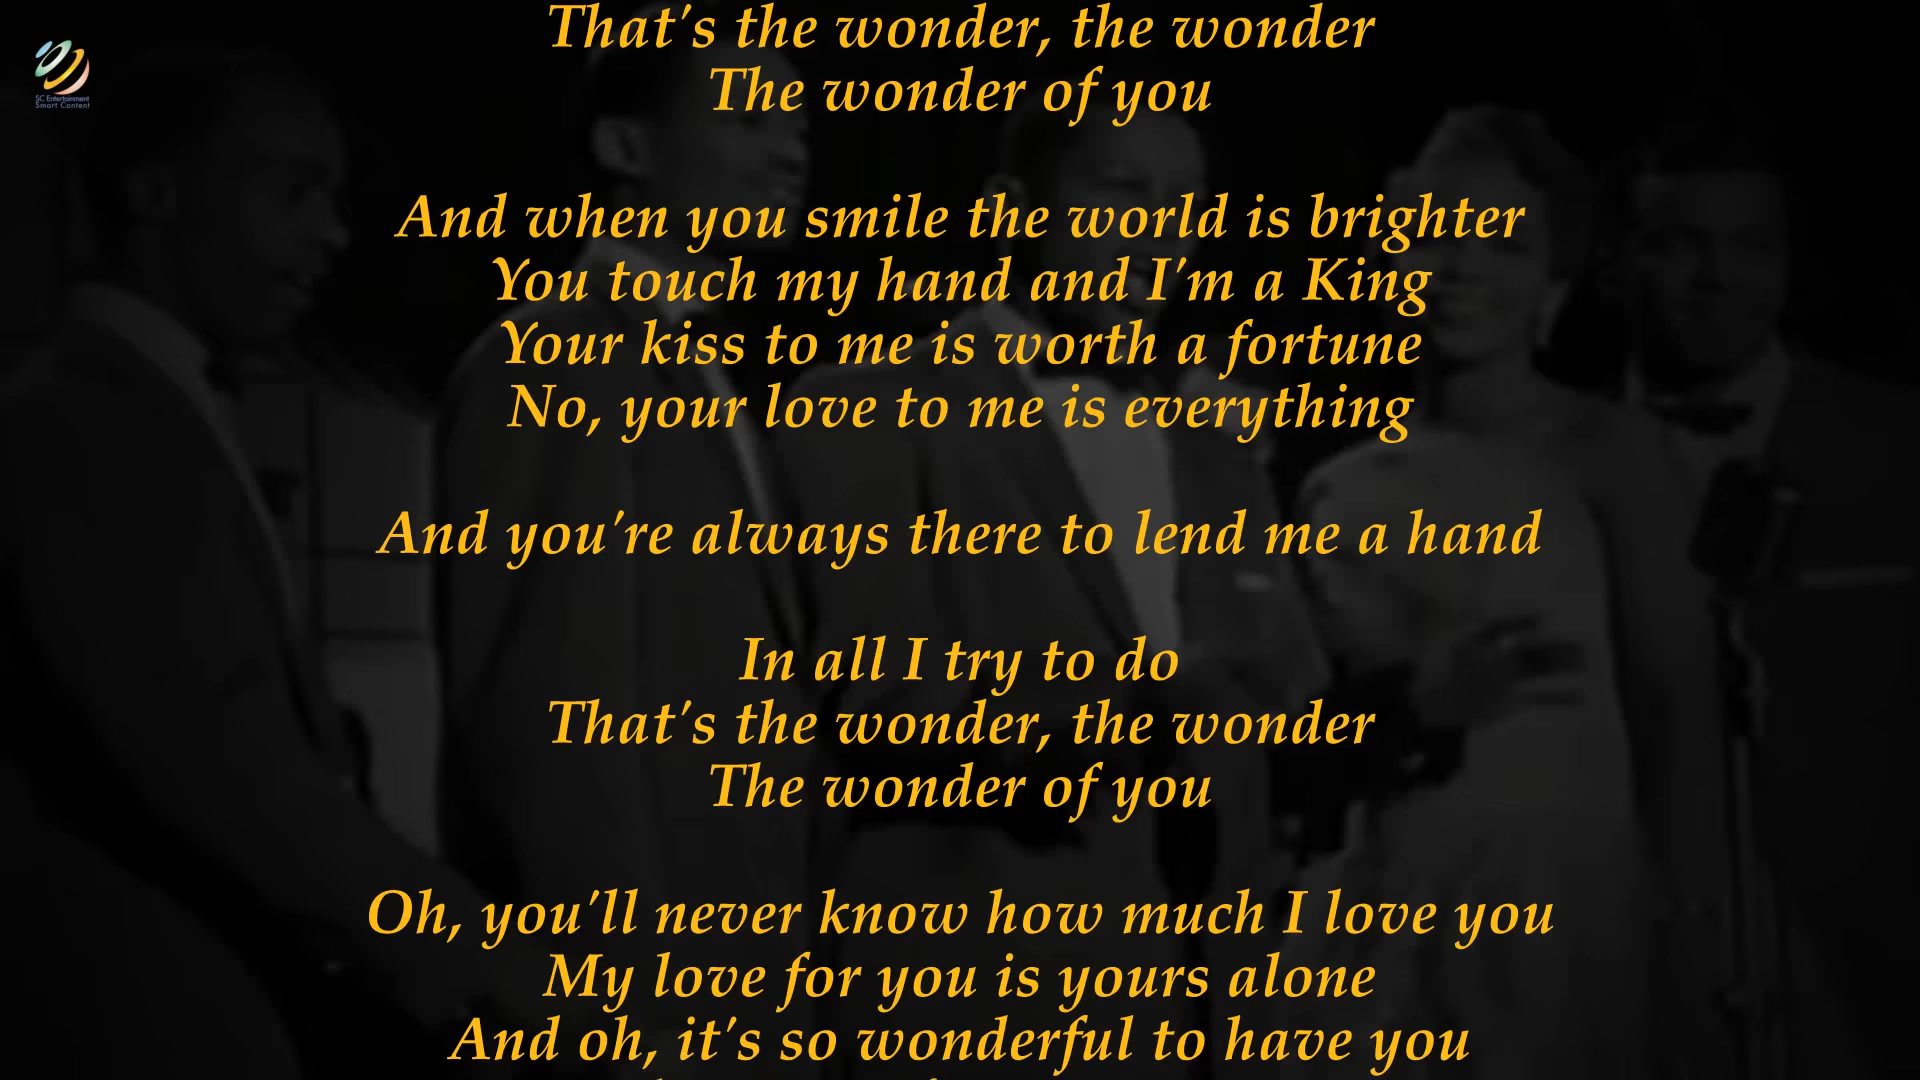 That's the wonder, the wonder
The wonder of you
And when you smile the world is brighter
You touch my hand and I'm a King
Your kiss to me is worth a fortune
No, your love to me is everything
And you're always there to lend me a hand
In all I try to do
That's the wonder, the wonder
The wonder of you
Oh, you'll never know how much I love you
My love for you is yours alone
And oh, it's so wonderful to have you
SC Entertainment
Smart Content